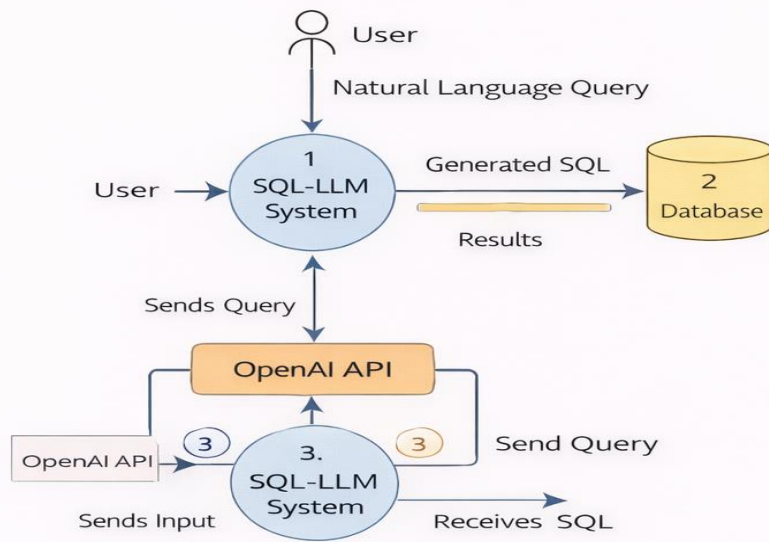 User
Natural Language Query
User
1
SQL-LLM
System
Generated SQL
Results
2
Database
Sends Query
OpenAI API
OpenAI API
3
3.
SQL-LLM
System
3
Send Query
Sends Input
Receives SQL